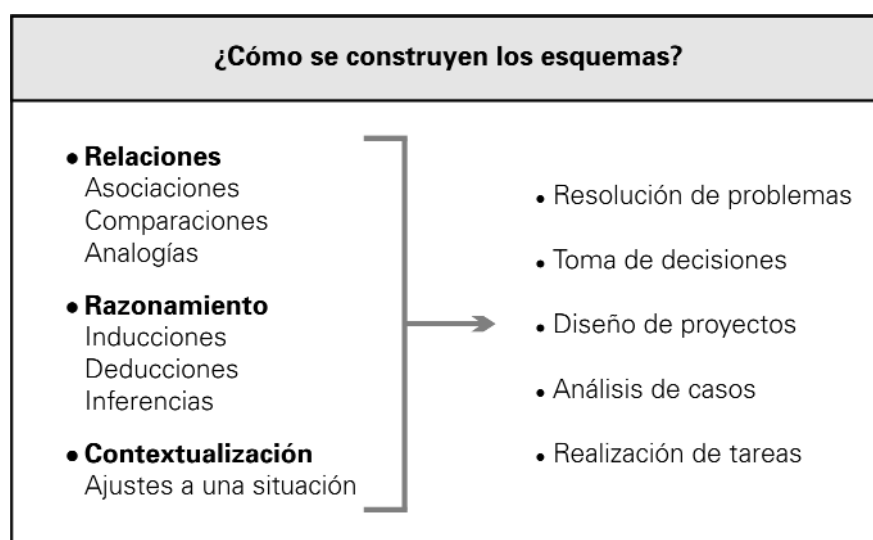 ¿Cómo se construyen los esquemas?
• Relaciones
Asociaciones
Comparaciones
Analogías
• Razonamiento
Inducciones
Deducciones
Inferencias
• Contextualización
Ajustes a una situación
• Resolución de problemas
• Toma de decisiones
• Diseño de proyectos
• Análisis de casos
• Realización de tareas